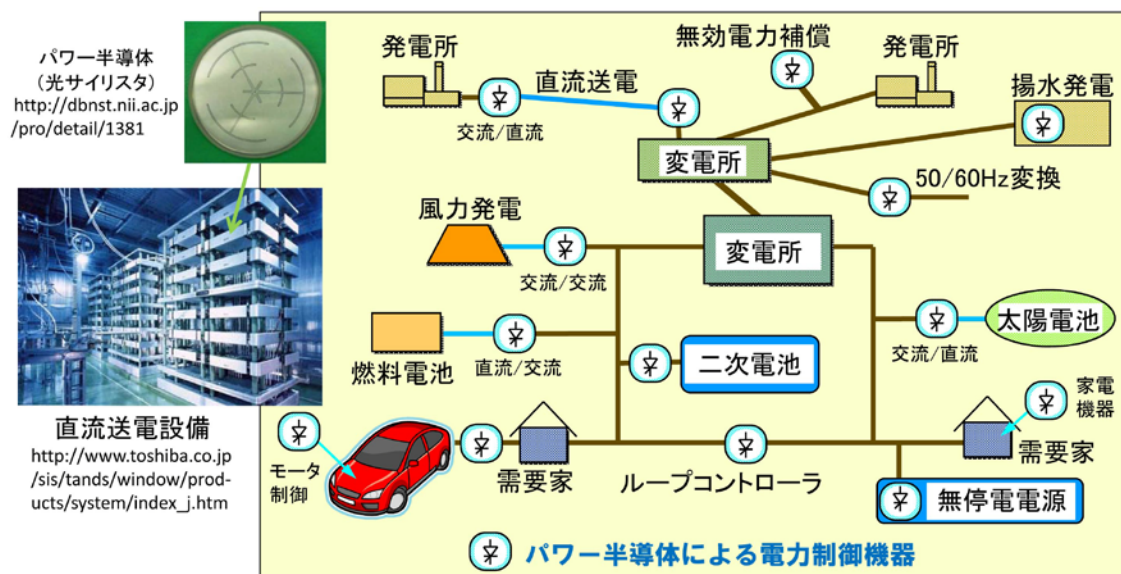 パワー半導体
（光サイリスタ）
http://dbnst.nii.ac.jp
/pro/detail/1381
直流送電設備
http://www.toshiba.co.jp
/sis/tands/window/prod-
ucts/system/index_j.htm
発電所
直流送電
無効電力補償
発電所
揚水発電
交流/直流
変電所
50/60Hz変換
風力発電
変電所
交流/交流
太陽電池
交流/直流
燃料電池
直流/交流
二次電池
家電
機器
モータ
制御
需要家
ループコントローラ
需要家
無停電電源
パワー半導体による電力制御機器